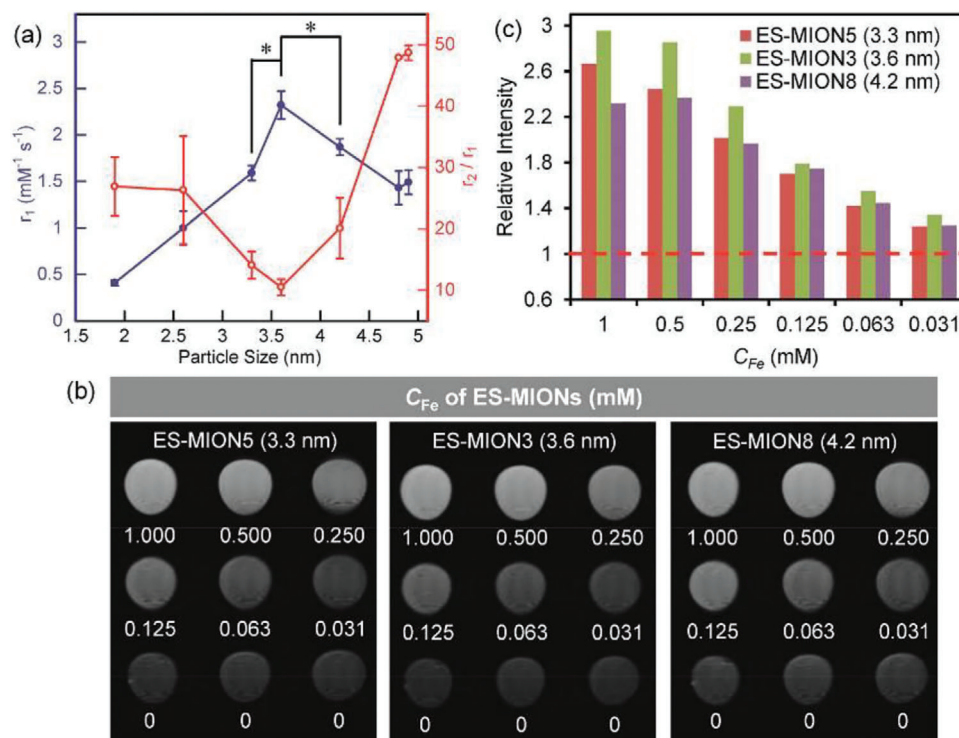 (a)
3
2.5
2
1.5
1
0.5
0
r₁ (mM⁻¹ s⁻¹)
*
*
50
40
30
20
10
r₂ / r₁
1.5 2 2.5 3 3.5 4 4.5 5
Particle Size (nm)
(c)
3
2.6
2.2
1.8
1.4
1
0.6
Relative Intensity
ES-MION5 (3.3 nm)
ES-MION3 (3.6 nm)
ES-MION8 (4.2 nm)
1 0.5 0.25 0.125 0.063 0.031
C_Fe (mM)
(b)
C_Fe of ES-MIONs (mM)
ES-MION5 (3.3 nm)
1.000 0.500 0.250
0.125 0.063 0.031
0 0 0
ES-MION3 (3.6 nm)
1.000 0.500 0.250
0.125 0.063 0.031
0 0 0
ES-MION8 (4.2 nm)
1.000 0.500 0.250
0.125 0.063 0.031
0 0 0